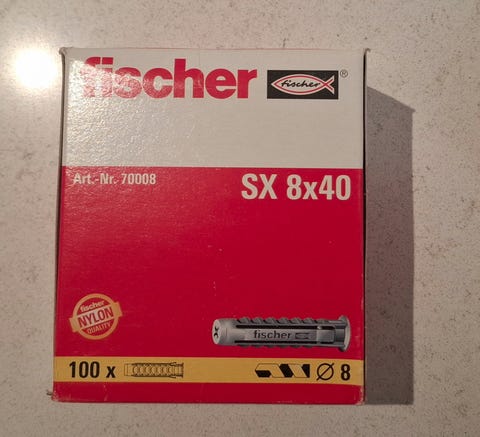 fischer fischer ®
Art.-Nr. 70008
SX 8x40
fischer
NYLON
QUALITY
fischer
100 x
Ø 8